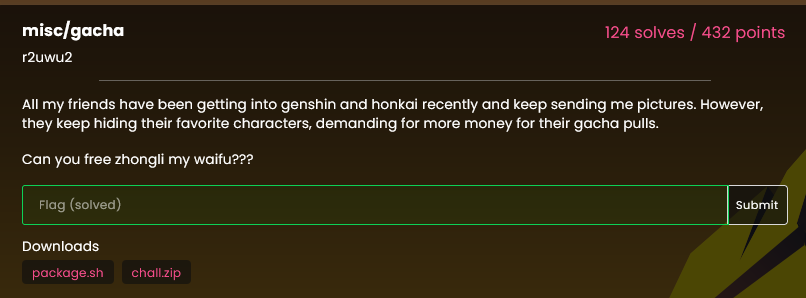 misc/gacha
124 solves / 432 points
r2uwu2
All my friends have been getting into genshin and honkai recently and keep sending me pictures. However,
they keep hiding their favorite characters, demanding for more money for their gacha pulls.
Can you free zhongli my waifu???
Flag (solved)
Submit
Downloads
package.sh
chall.zip